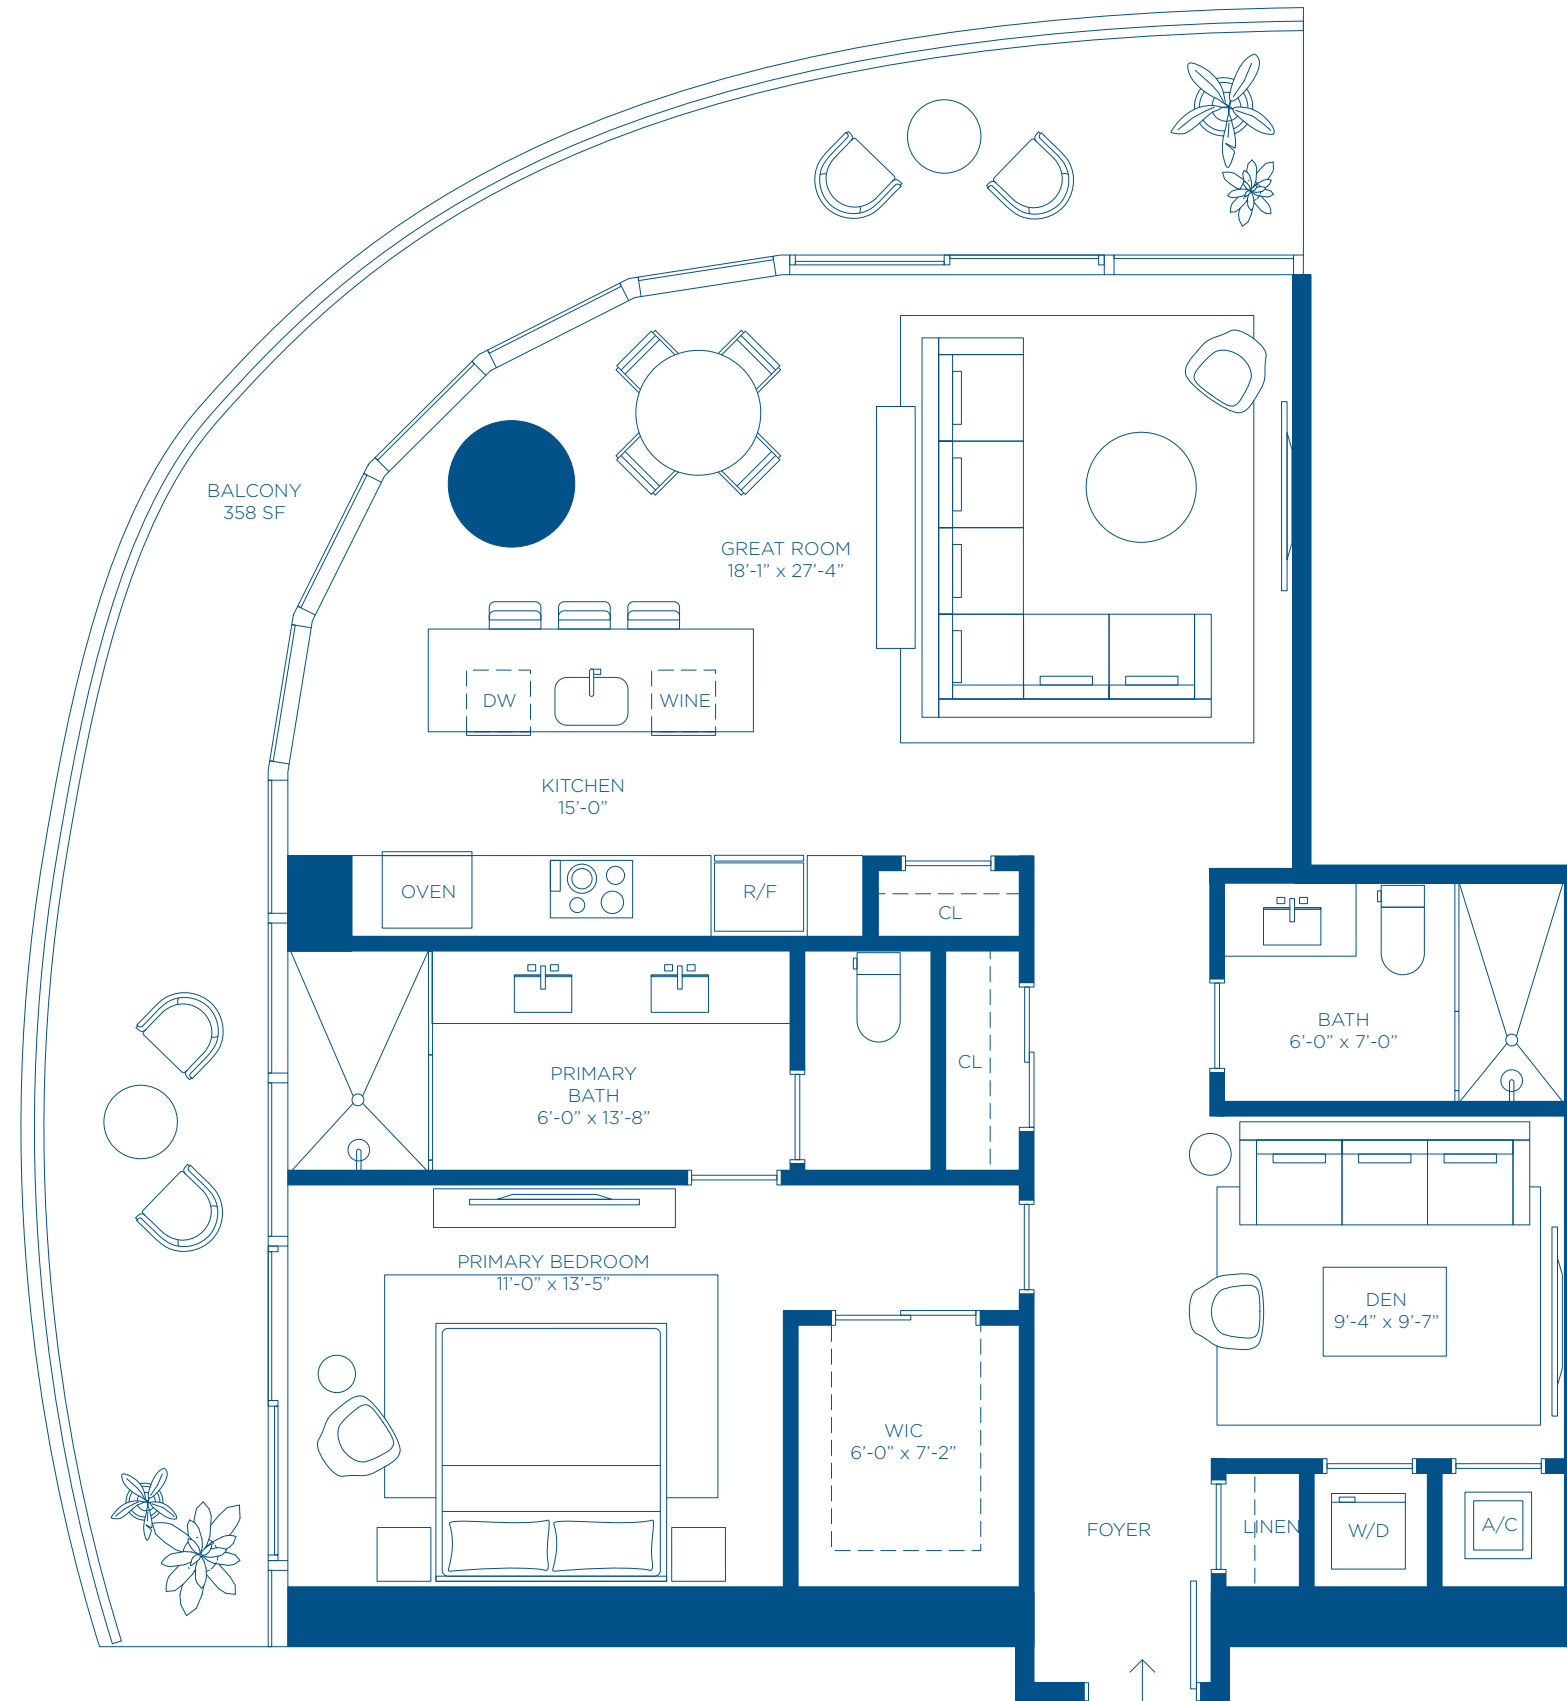 BALCONY
358 SF
GREAT ROOM
18’-1” x 27’-4”
DW
WINE
KITCHEN
15’-0”
OVEN
R/F
CL
BATH
6’-0” x 7’-0”
CL
PRIMARY
BATH
6’-0” x 13’-8”
PRIMARY BEDROOM
11’-0” x 13’-5”
DEN
9’-4” x 9’-7”
WIC
6’-0” x 7’-2”
FOYER
LINEN
W/D
A/C